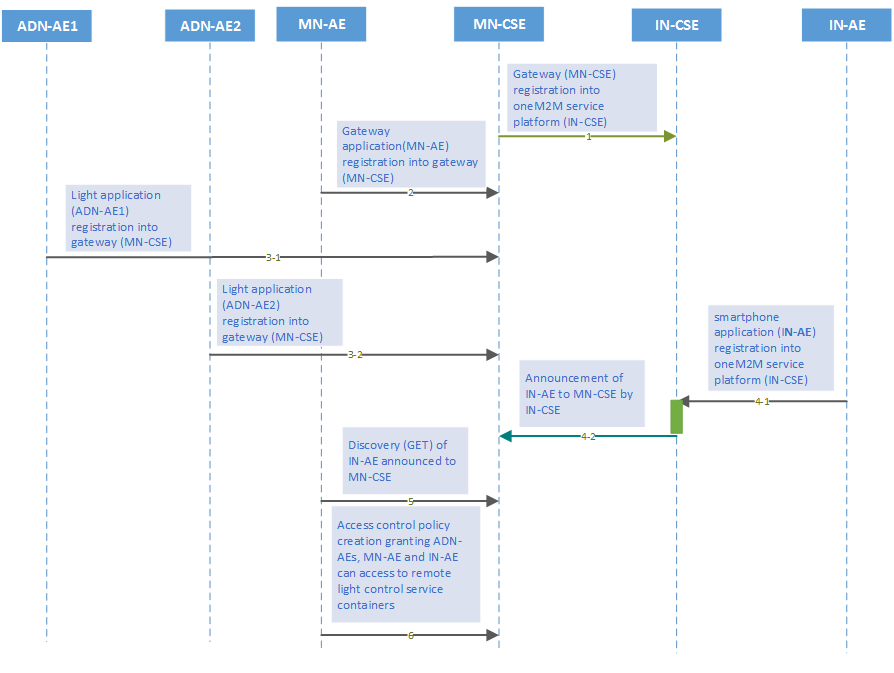 ADN-AE1
ADN-AE2
MN-AE
MN-CSE
IN-CSE
IN-AE
Gateway (MN-CSE)
registration into
oneM2M service
platform (IN-CSE)
1
Gateway
application(MN-AE)
registration into gateway
(MN-CSE)
2
Light application
(ADN-AE1)
registration into
gateway (MN-CSE)
3-1
Light application
(ADN-AE2)
registration into
gateway (MN-CSE)
3-2
smartphone
application (IN-AE)
registration into
oneM2M service
platform (IN-CSE)
4-1
Announcement of
IN-AE to MN-CSE by
IN-CSE
4-2
Discovery (GET) of
IN-AE announced to
MN-CSE
5
Access control policy
creation granting ADN-
AEs, MN-AE and IN-AE
can access to remote
light control service
containers
6